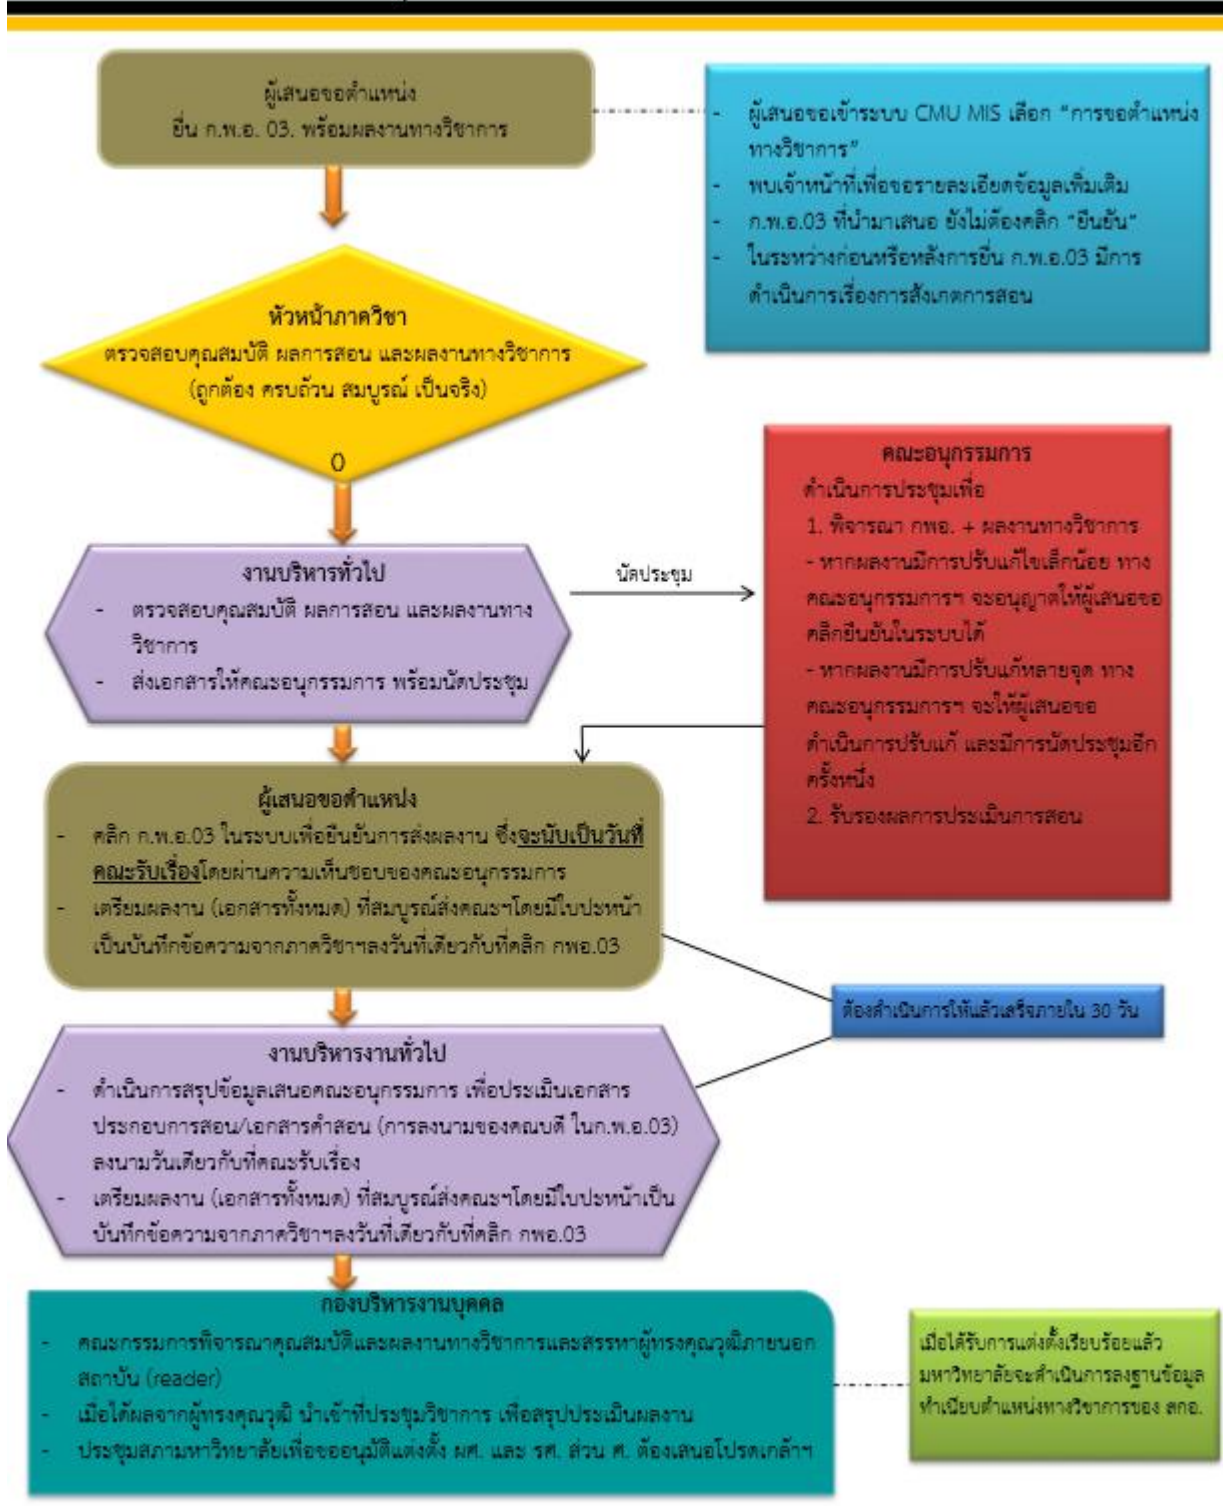 ผู้เสนอขอตำแหน่ง
ยื่น ก.พ.อ. 03. พร้อมผลงานทางวิชาการ
- ผู้เสนอขอเข้าระบบ CMU MIS เลือก “การขอตำแหน่ง
ทางวิชาการ”
- พบเจ้าหน้าที่เพื่อขอรายละเอียดข้อมูลเพิ่มเติม
- ก.พ.อ.03 ที่นำมาเสนอ ยังไม่ต้องคลิก “ยืนยัน”
- ในระหว่างก่อนหรือหลังการยื่น ก.พ.อ.03 มีการ
ดำเนินการเรื่องการสังเกตการสอน
หัวหน้าภาควิชา
ตรวจสอบคุณสมบัติ ผลการสอน และผลงานทางวิชาการ
(ถูกต้อง ครบถ้วน สมบูรณ์ เป็นจริง)
()
งานบริหารทั่วไป
- ตรวจสอบคุณสมบัติ ผลการสอน และผลงานทาง
วิชาการ
- ส่งเอกสารให้คณะอนุกรรมการ พร้อมนัดประชุม
นัดประชุม
คณะอนุกรรมการ
ดำเนินการประชุมเพื่อ
1. พิจารณา กพอ. + ผลงานทางวิชาการ
- หากผลงานมีการปรับแก้ไขเล็กน้อย ทาง
คณะอนุกรรมการฯ จะอนุญาตให้ผู้เสนอขอ
คลิกยืนยันในระบบได้
- หากผลงานมีการปรับแก้หลายจุด ทาง
คณะอนุกรรมการฯ จะให้ผู้เสนอขอ
ดำเนินการปรับแก้ และมีการนัดประชุมอีก
ครั้งหนึ่ง
2. รับรองผลการประเมินการสอน
ผู้เสนอขอตำแหน่ง
- คลิก ก.พ.อ.03 ในระบบเพื่อยืนยันการส่งผลงาน ซึ่งจะนับเป็นวันที่
คณะรับเรื่องโดยผ่านความเห็นชอบของคณะอนุกรรมการ
- เตรียมผลงาน (เอกสารทั้งหมด) ที่สมบูรณ์ส่งคณะฯโดยมีใบปะหน้า
เป็นบันทึกข้อความจากภาควิชาฯลงวันที่เดียวกับที่คลิก กพอ.03
ต้องดำเนินการให้แล้วเสร็จภายใน 30 วัน
งานบริหารงานทั่วไป
- ดำเนินการสรุปข้อมูลเสนอคณะอนุกรรมการ เพื่อประเมินเอกสาร
ประกอบการสอน/เอกสารคำสอน (การลงนามของคณบดี ในก.พ.อ.03)
ลงนามวันเดียวกับที่คณะรับเรื่อง
- เตรียมผลงาน (เอกสารทั้งหมด) ที่สมบูรณ์ส่งคณะฯโดยมีใบปะหน้าเป็น
บันทึกข้อความจากภาควิชาฯลงวันที่เดียวกับที่คลิก กพอ.03
กองบริหารงานบุคคล
- คณะกรรมการพิจารณาคุณสมบัติและผลงานทางวิชาการและสรรหาผู้ทรงคุณวุฒิภายนอก
สถาบัน (reader)
- เมื่อได้ผลจากผู้ทรงคุณวุฒิ นำเข้าที่ประชุมวิชาการ เพื่อสรุปประเมินผลงาน
- ประชุมสภามหาวิทยาลัยเพื่อขออนุมัติแต่งตั้ง ผศ. และ รศ. ส่วน ศ. ต้องเสนอโปรดเกล้าฯ
เมื่อได้รับการแต่งตั้งเรียบร้อยแล้ว
มหาวิทยาลัยจะดำเนินการลงฐานข้อมูล
ทำเนียบตำแหน่งทางวิชาการของ สกอ.